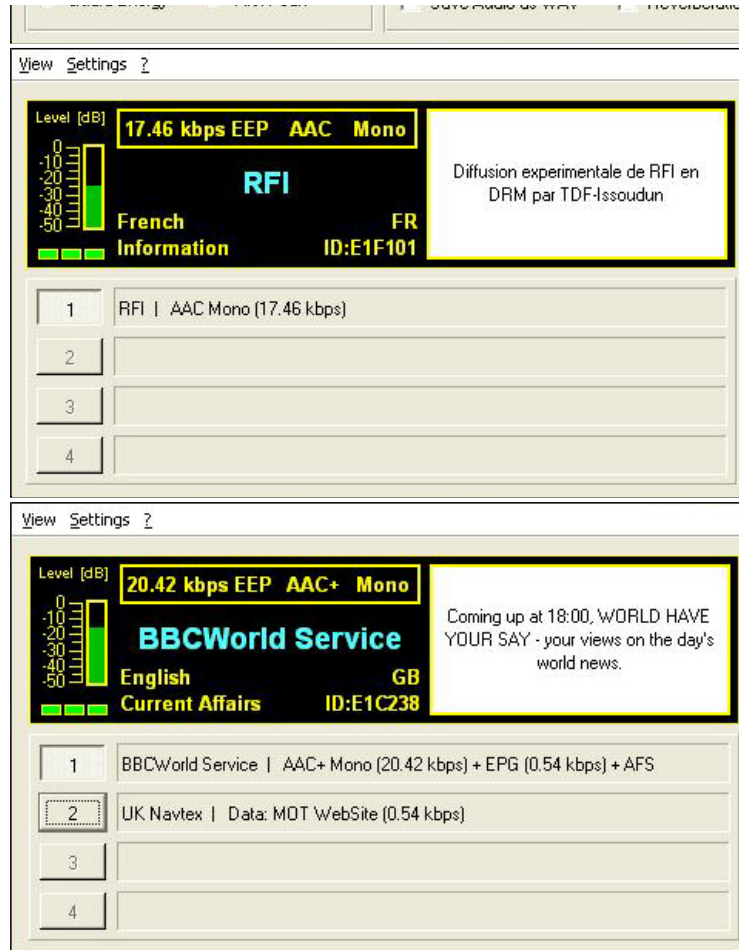 View Settings ?
Level [dB]
17.46 kbps EEP AAC Mono
0
-10
-20
-30
-40
-50
RFI
French FR
Information ID:E1F101
Diffusion experimentale de RFI en
DRM par TDF-Issoudun
1 RFI | AAC Mono (17.46 kbps)
2
3
4
View Settings ?
Level [dB]
20.42 kbps EEP AAC+ Mono
0
-10
-20
-30
-40
-50
BBCWorld Service
English GB
Current Affairs ID:E1C238
Coming up at 18:00, WORLD HAVE
YOUR SAY - your views on the day's
world news.
1 BBCWorld Service | AAC+ Mono (20.42 kbps) + EPG (0.54 kbps) + AFS
2 UK Navtex | Data: MOT WebSite (0.54 kbps)
3
4